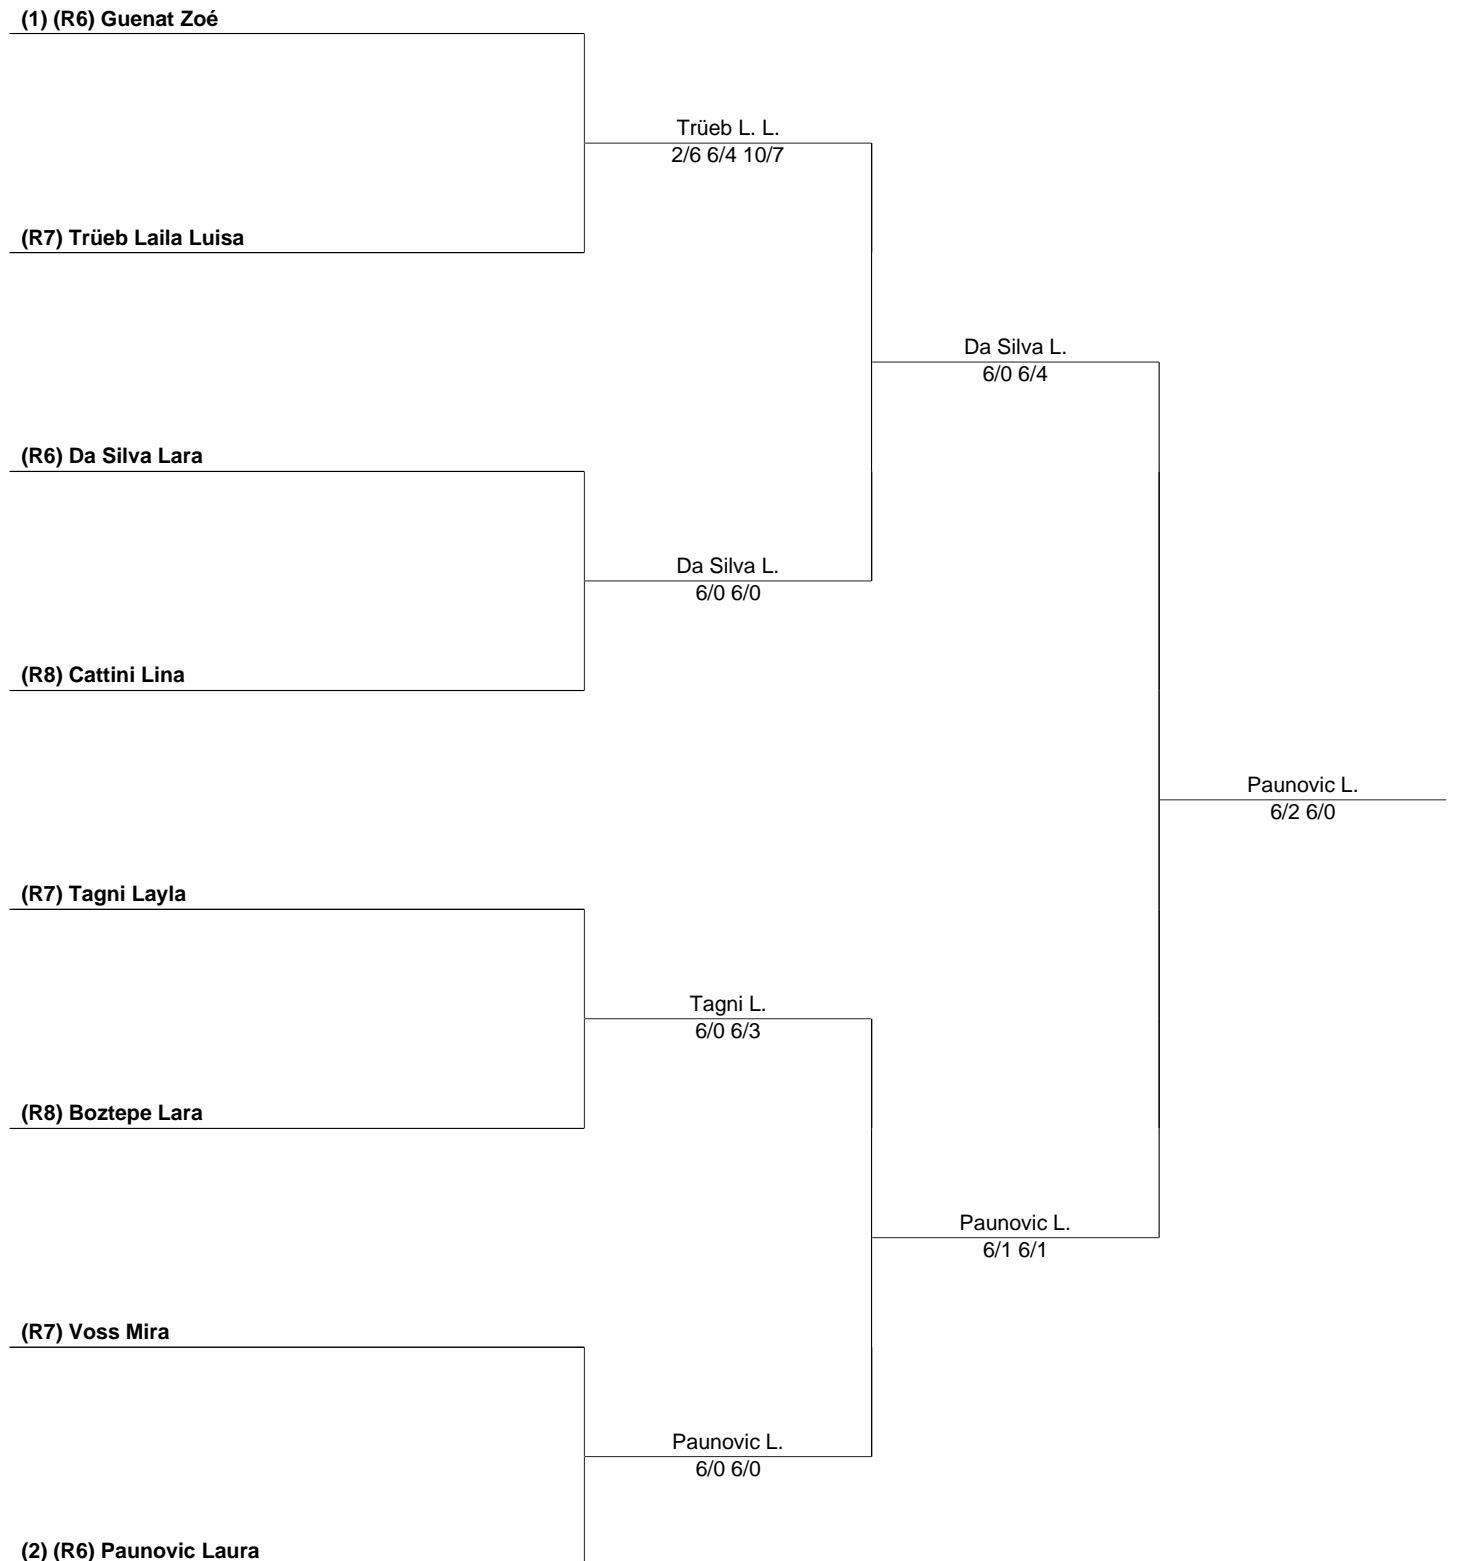 (1) (R6) Guenat Zoé
Trüeb L. L.
2/6 6/4 10/7
(R7) Trüeb Laila Luisa
Da Silva L.
6/0 6/4
(R6) Da Silva Lara
Da Silva L.
6/0 6/0
(R8) Cattini Lina
Paunovic L.
6/2 6/0
(R7) Tagni Layla
Tagni L.
6/0 6/3
(R8) Boztepe Lara
Paunovic L.
6/1 6/1
(R7) Voss Mira
Paunovic L.
6/0 6/0
(2) (R6) Paunovic Laura